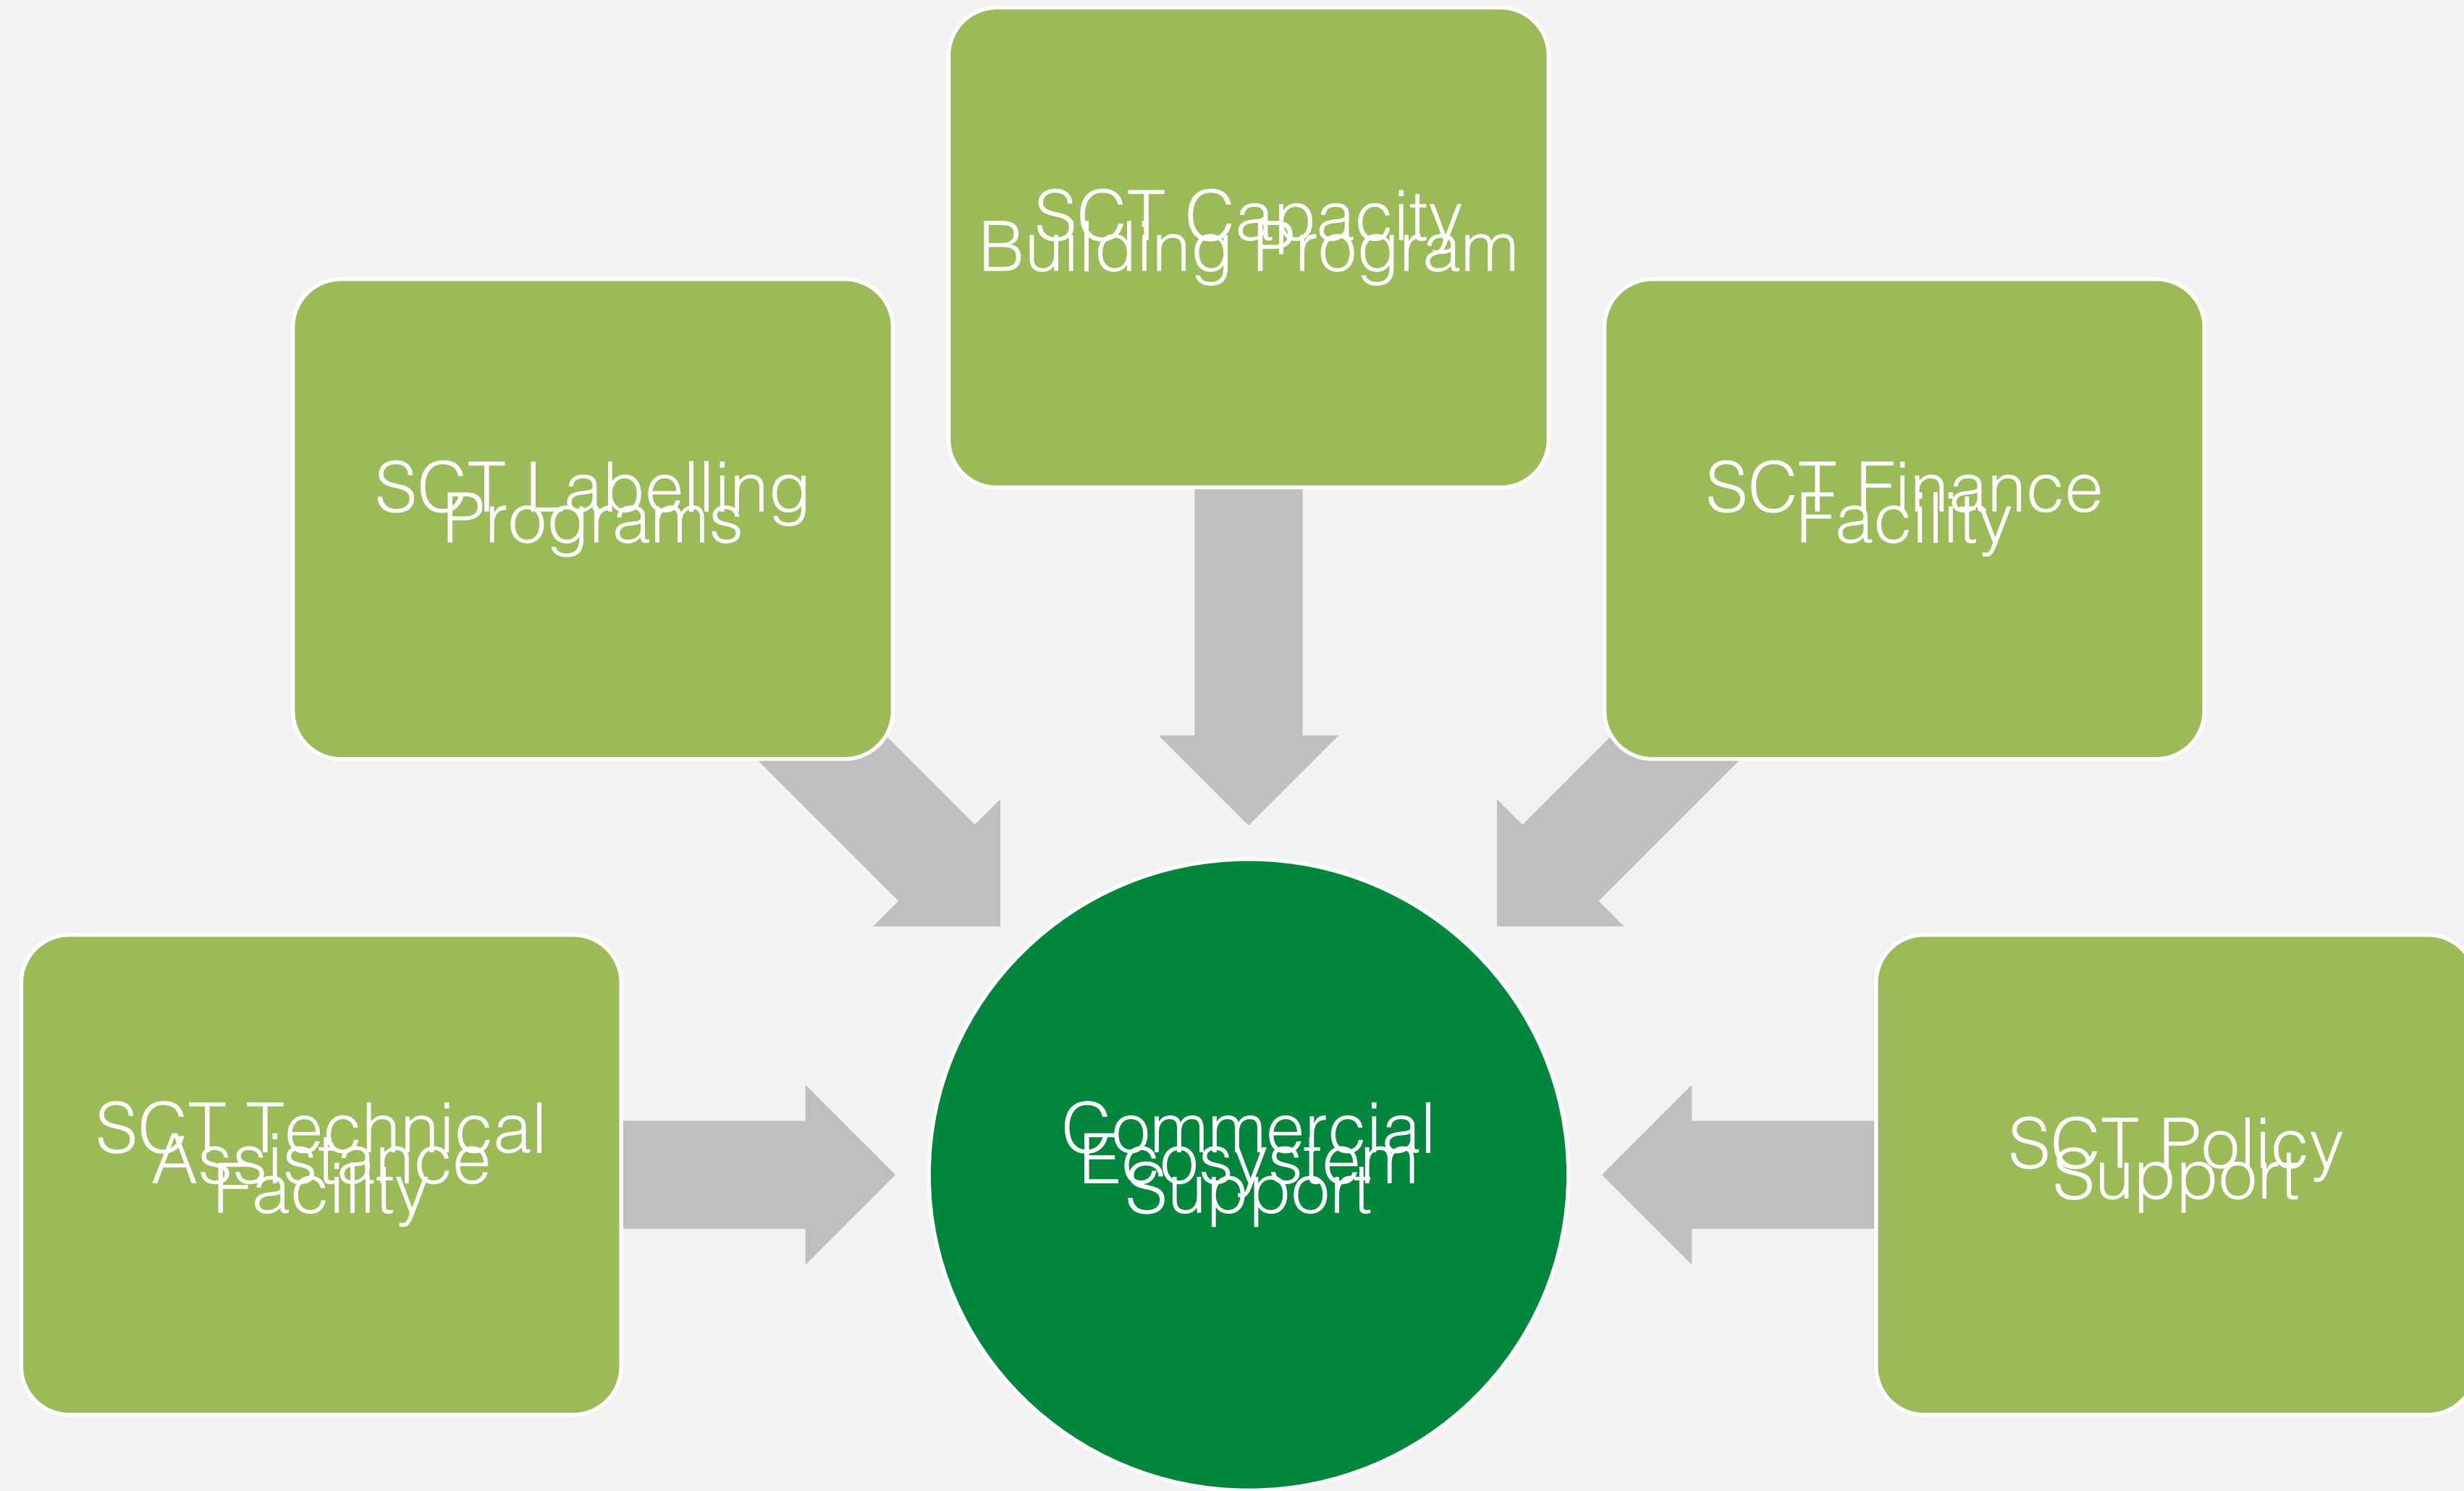 SCT Capacity
Building Program
SCT Labelling
Programs
SCT Finance
Facility
SCT Technical
Assistance
Facility
Commercial
Ecosystem
Support
SCT Policy
Support